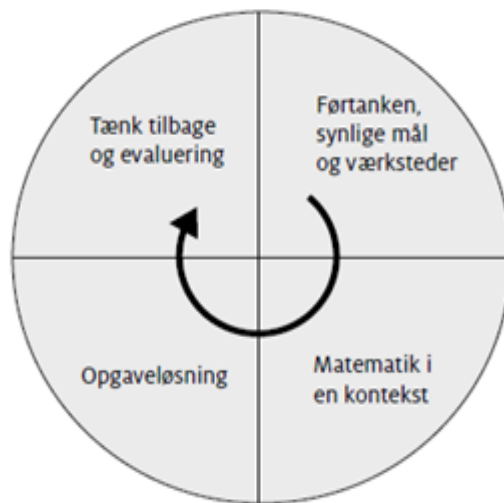 Tænk tilbage
og evaluering
Førtanken,
synlige mål
og værksteder
Opgaveløsning
Matematik i
en kontekst